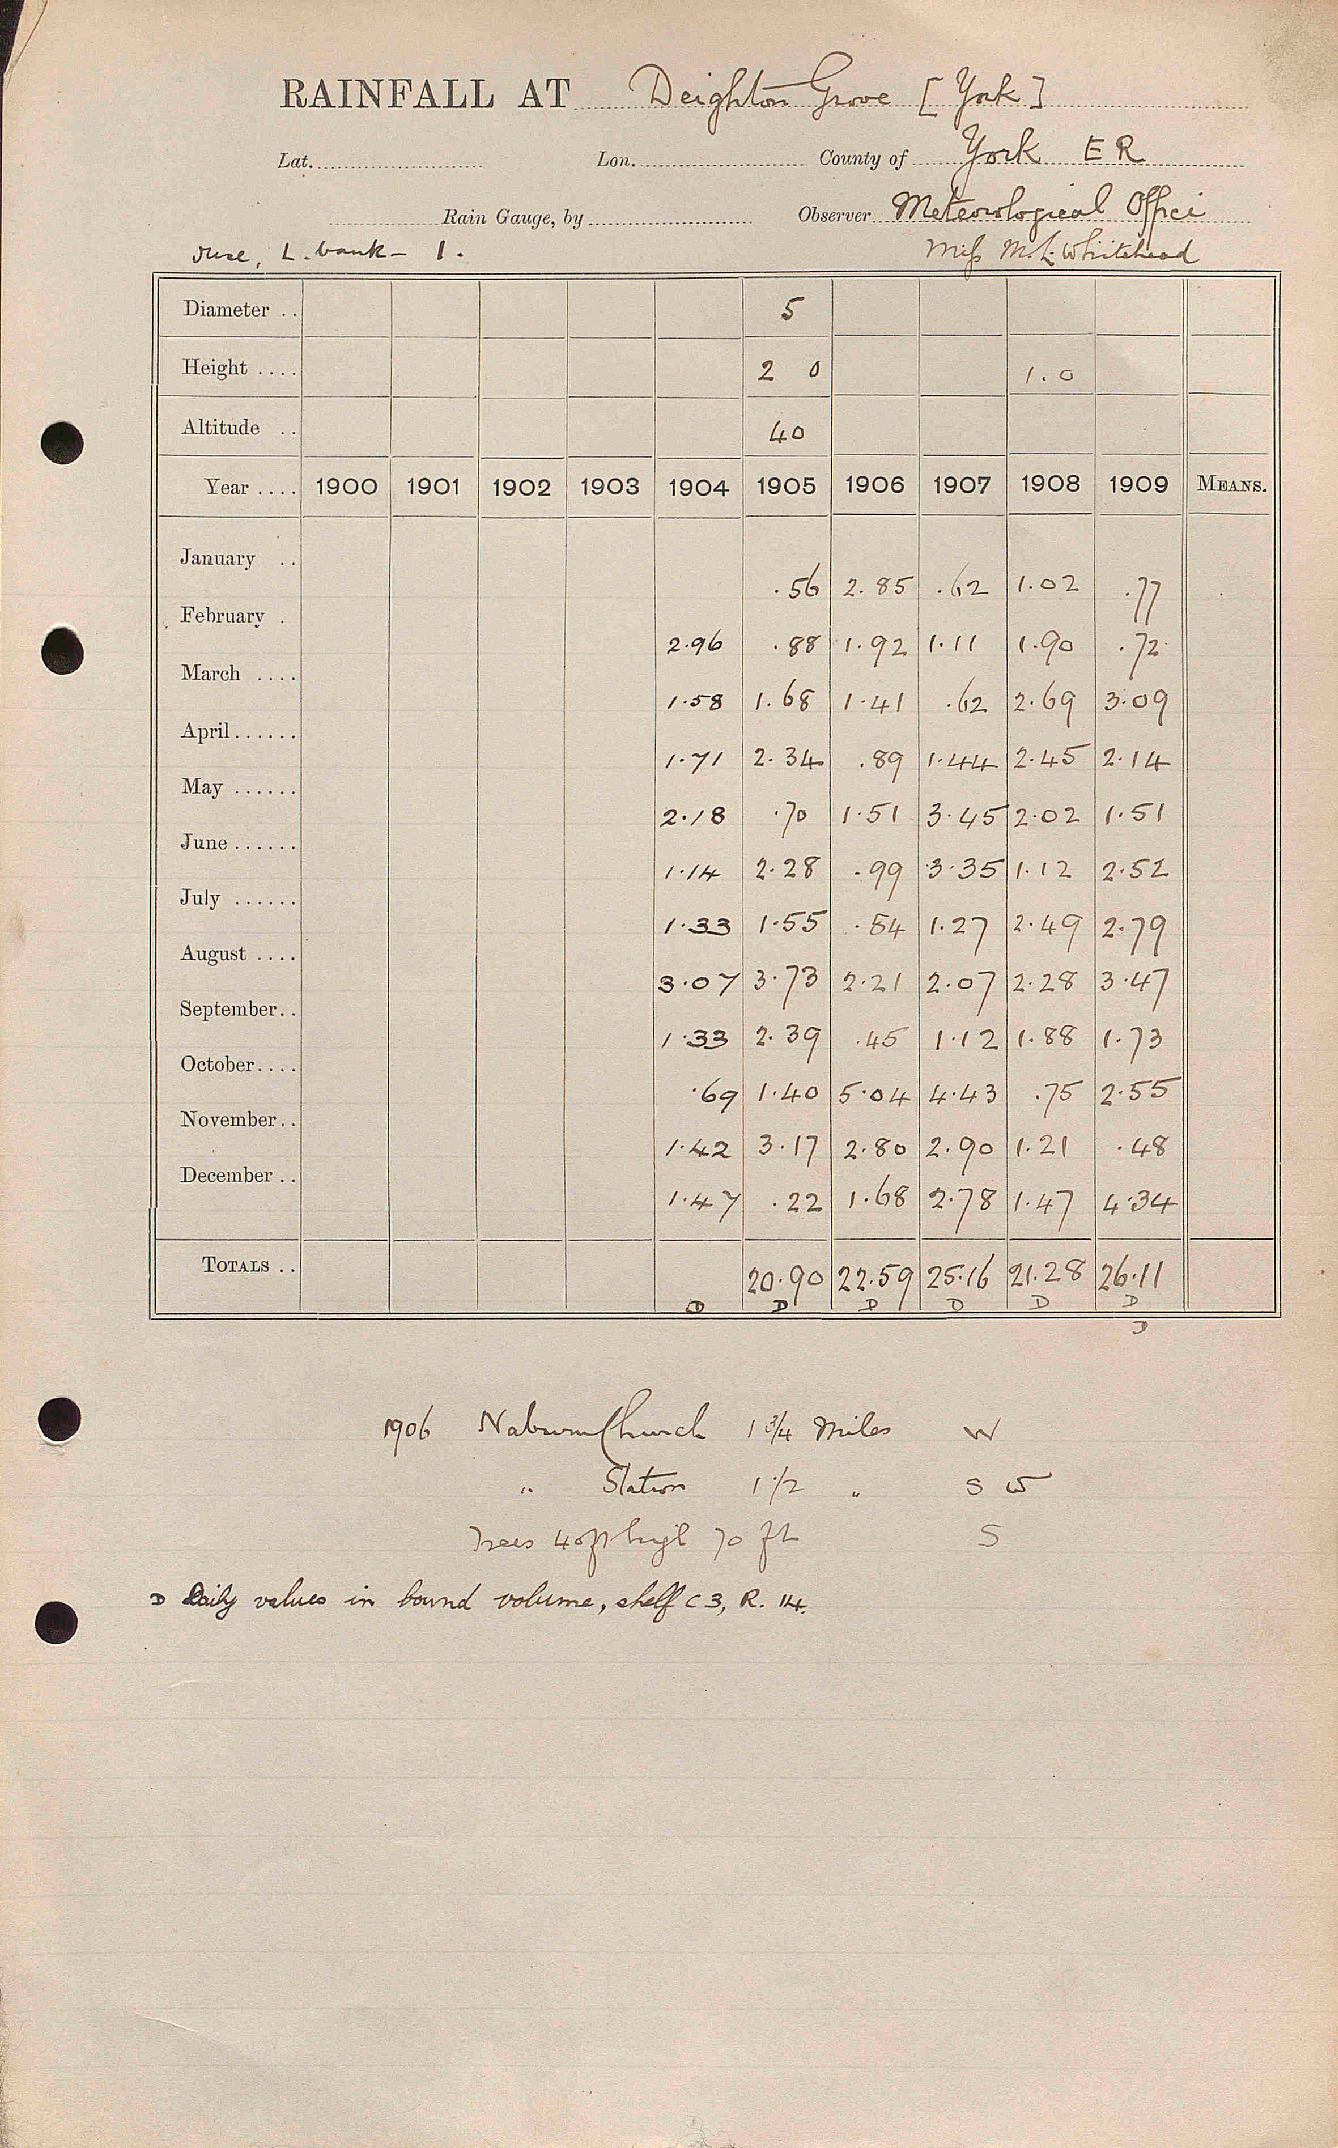 RAINFALL AT Deighton Grove [York]
Lat. Lon. County of York E R
Rain Gauge, by Observer Meteorological Office
Ouse, L. bank - 1. Miss M. L. Whitehead
Diameter .. 5
Height .... 2 0 1.0
Altitude .. 40
Year .... 1900 1901 1902 1903 1904 1905 1906 1907 1908 1909 MEANS.
January .. .56 2.85 .62 1.02 .77
February . 2.96 .88 1.92 1.11 1.90 .72
March .... 1.58 1.68 1.41 .62 2.69 3.09
April ...... 1.71 2.34 .89 1.44 2.45 2.14
May ...... 2.18 .70 1.51 3.45 2.02 1.51
June ...... 1.14 2.28 .99 3.35 1.12 2.52
July ...... 1.33 1.55 .84 1.27 2.49 2.79
August .... 3.07 3.73 2.21 2.07 2.28 3.47
September.. 1.33 2.39 .45 1.12 1.88 1.73
October.... .69 1.40 5.04 4.43 .75 2.55
November.. 1.42 3.17 2.80 2.90 1.21 .48
December .. 1.47 .22 1.68 2.78 1.47 4.34
TOTALS .. 20.90 22.59 25.16 21.28 26.11
D D D D D D
D
1906 Naburn Church 1 3/4 Miles W
" Station 1 1/2 " S W
Trees 40 ft high 70 ft S
D Daily values in bound volume, shelf C 3, R. 114.